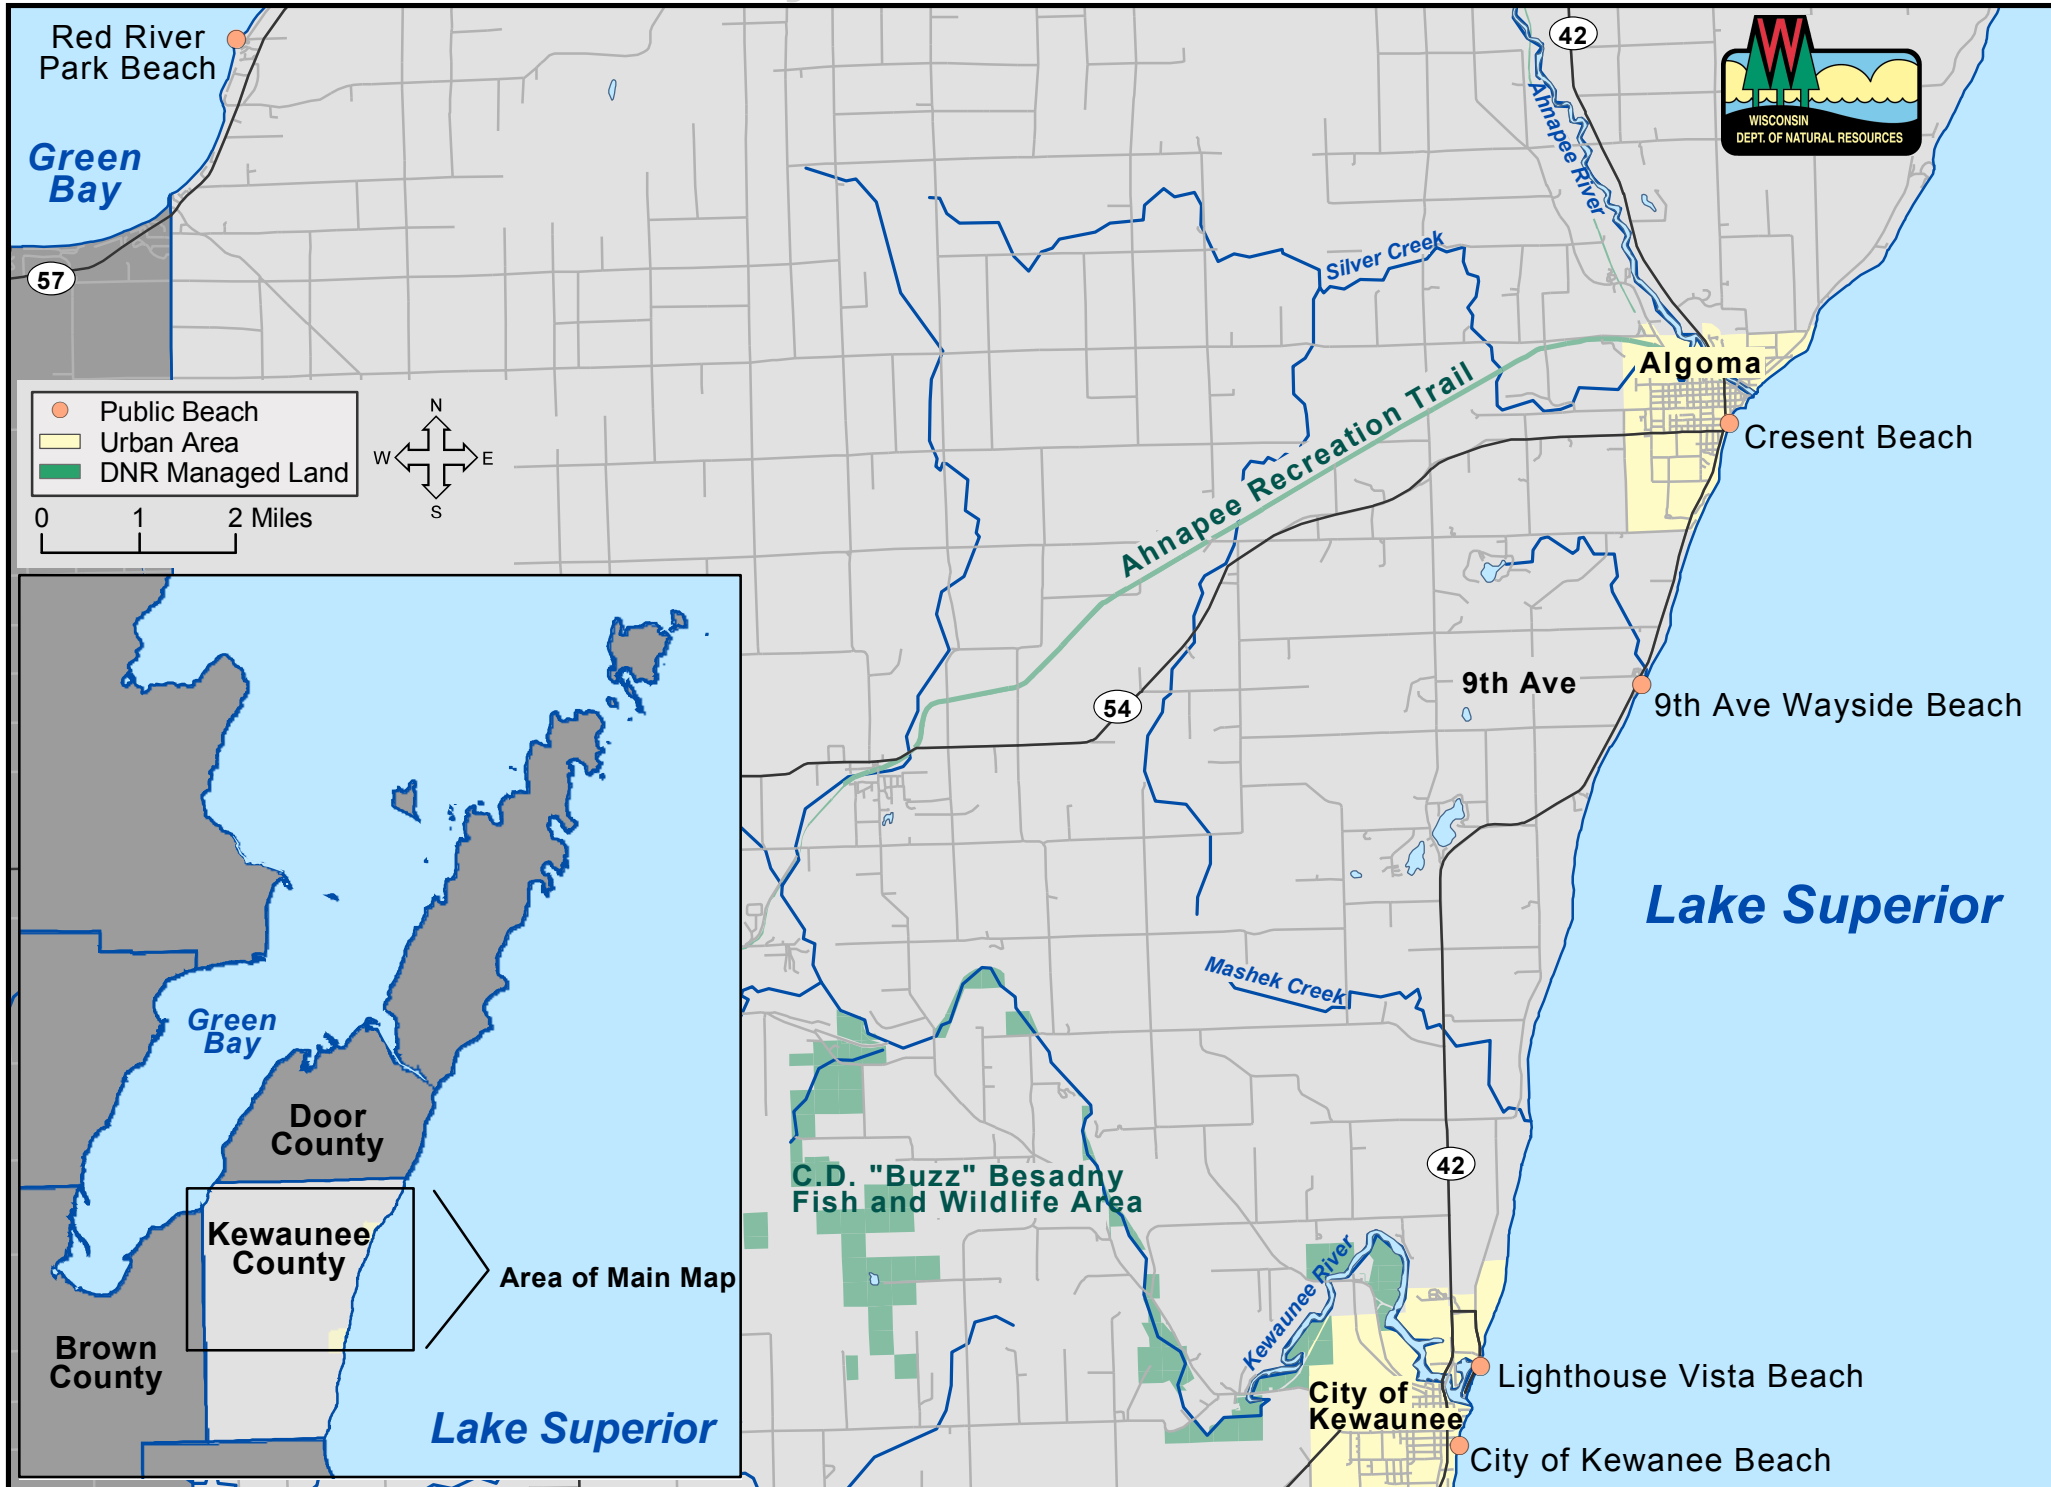 Red River
Park Beach
42
WISCONSIN
DEPT. OF NATURAL RESOURCES
Green
Bay
Ahnapee River
57
Silver Creek
Algoma
Public Beach
Urban Area
DNR Managed Land
N
W
E
S
0 1 2 Miles
Cresent Beach
Ahnapee Recreation Trail
9th Ave
9th Ave Wayside Beach
54
Lake Superior
Mashek Creek
Green
Bay
Door
County
42
C.D. "Buzz" Besadny
Fish and Wildlife Area
Kewaunee
County
Area of Main Map
Kewaunee River
Brown
County
Lighthouse Vista Beach
City of
Kewaunee
Lake Superior
City of Kewanee Beach